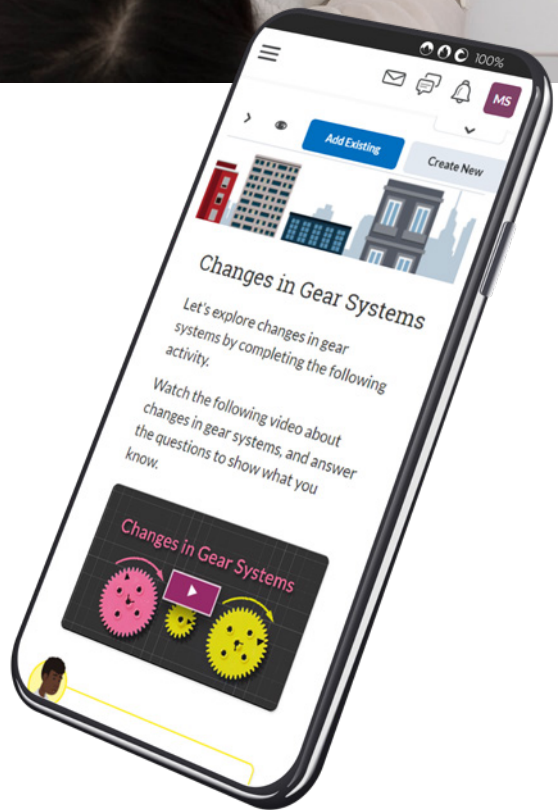 100%
MS
Add Existing
Create New
Changes in Gear Systems
Let's explore changes in gear
systems by completing the following
activity.
Watch the following video about
changes in gear systems, and answer
the questions to show what you
know.
Changes in Gear Systems